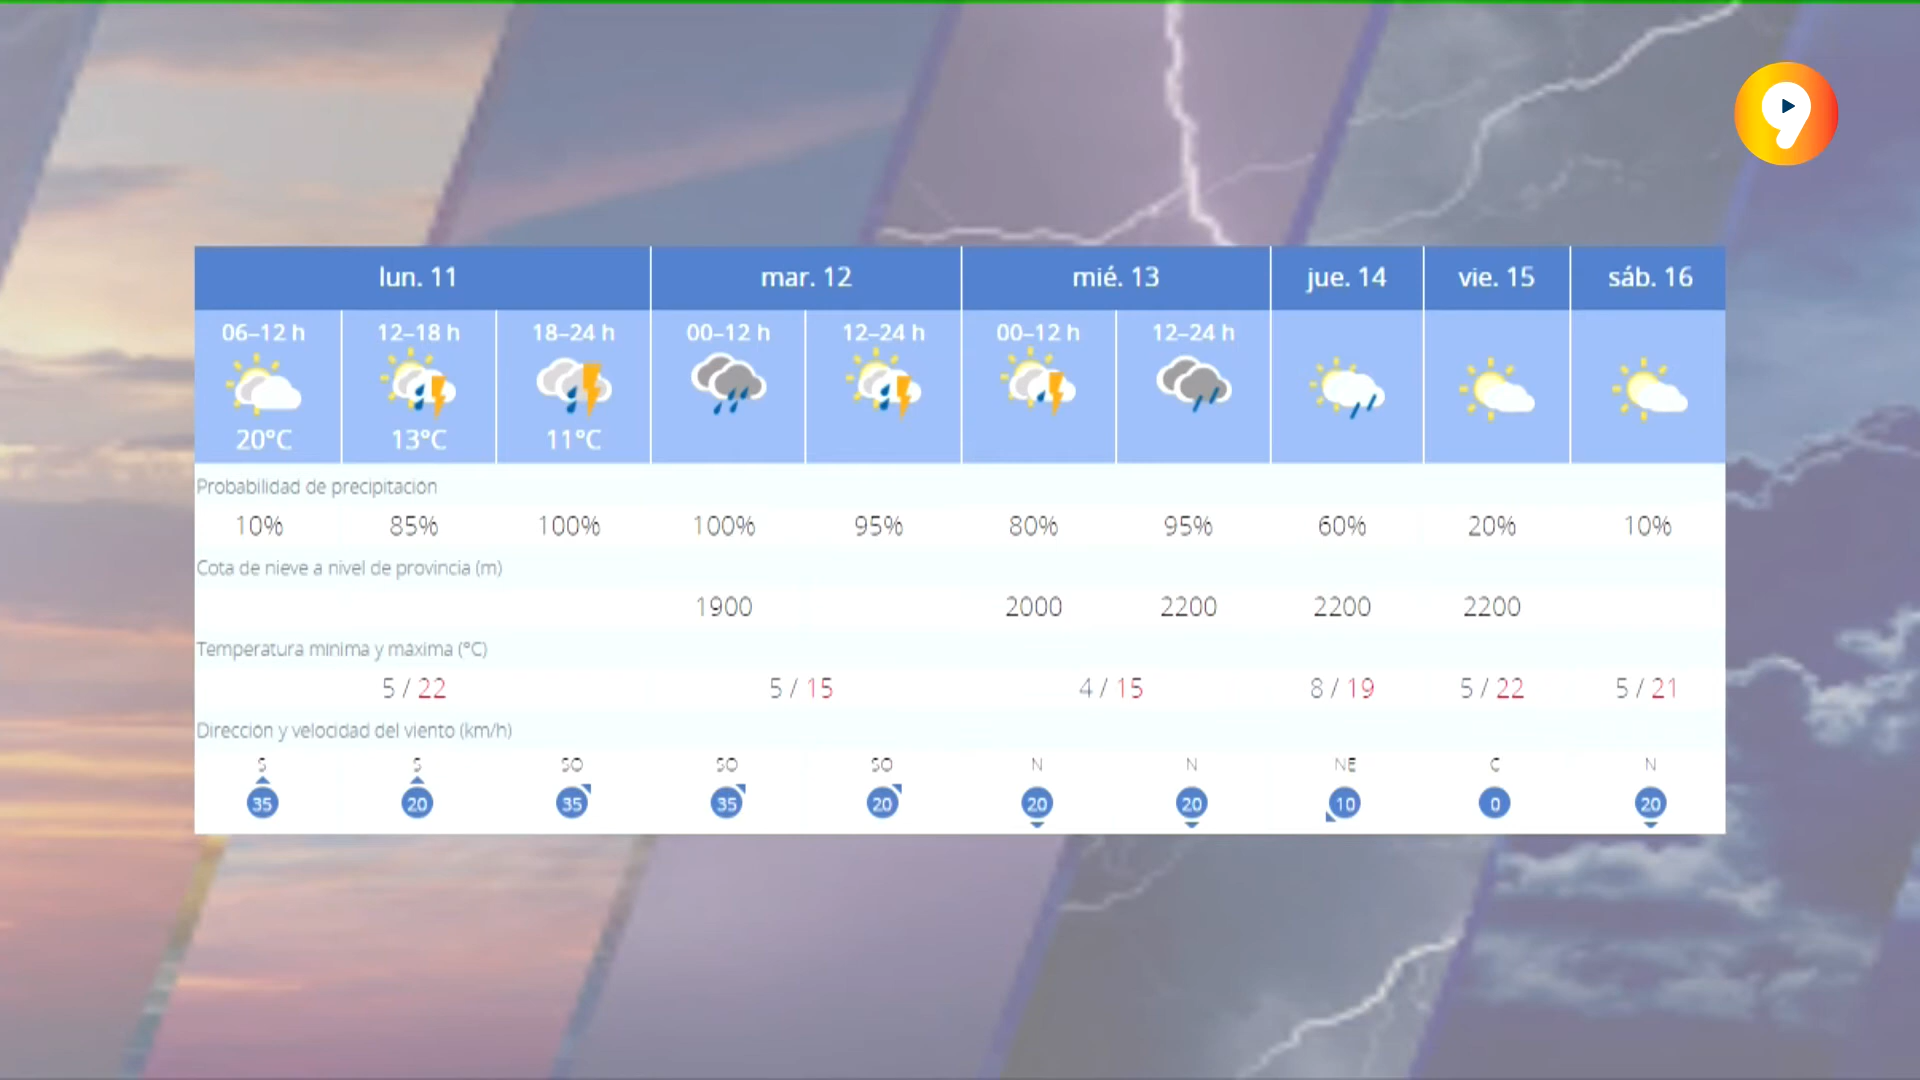 9
lun. 11 mar. 12 mié. 13 jue. 14 vie. 15 sáb. 16
06–12 h 12–18 h 18–24 h 00–12 h 12–24 h 00–12 h 12–24 h
20°C 13°C 11°C
Probabilidad de precipitación
10% 85% 100% 100% 95% 80% 95% 60% 20% 10%
Cota de nieve a nivel de provincia (m)
1900 2000 2200 2200 2200
Temperatura mínima y máxima (°C)
5 / 22 5 / 15 4 / 15 8 / 19 5 / 22 5 / 21
Dirección y velocidad del viento (km/h)
S S SO SO SO N N NE C N
35 20 35 35 20 20 20 10 0 20